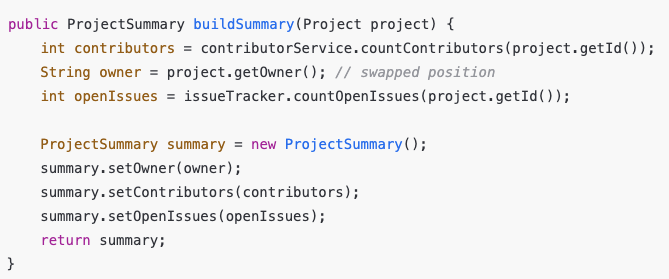 public ProjectSummary buildSummary(Project project) {
    int contributors = contributorService.countContributors(project.getId());
    String owner = project.getOwner(); // swapped position
    int openIssues = issueTracker.countOpenIssues(project.getId());

    ProjectSummary summary = new ProjectSummary();
    summary.setOwner(owner);
    summary.setContributors(contributors);
    summary.setOpenIssues(openIssues);
    return summary;
}